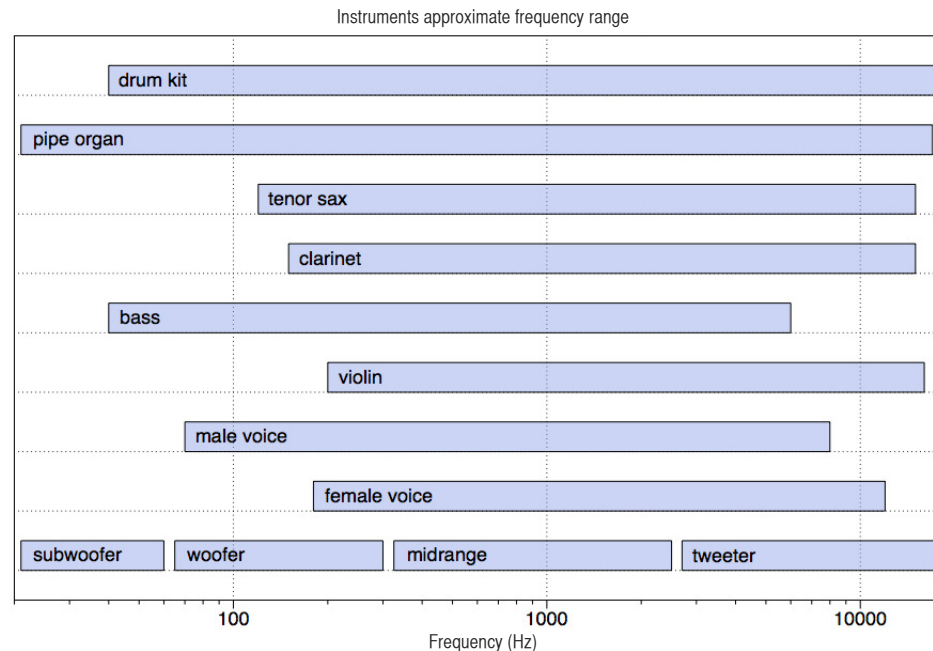 Instruments approximate frequency range
drum kit
pipe organ
tenor sax
clarinet
bass
violin
male voice
female voice
subwoofer woofer midrange tweeter
100 1000 10000
Frequency (Hz)